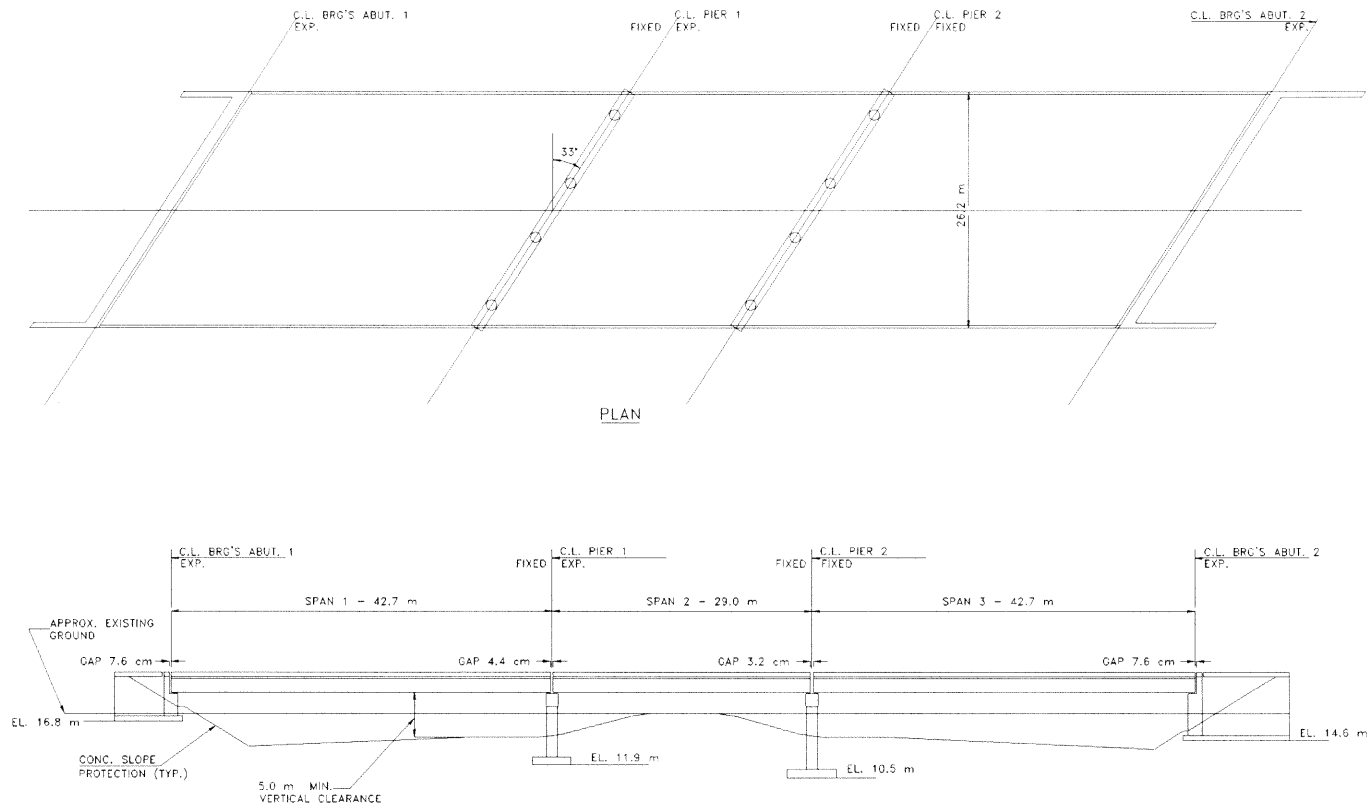 C.L. BRG'S ABUT. 1
EXP.
C.L. PIER 1
FIXED EXP.
C.L. PIER 2
FIXED FIXED
C.L. BRG'S ABUT. 2
EXP.
33°
26.2 m
PLAN
C.L. BRG'S ABUT. 1
EXP.
C.L. PIER 1
FIXED EXP.
C.L. PIER 2
FIXED FIXED
C.L. BRG'S ABUT. 2
EXP.
SPAN 1 - 42.7 m
SPAN 2 - 29.0 m
SPAN 3 - 42.7 m
APPROX. EXISTING
GROUND
GAP 7.6 cm
GAP 4.4 cm
GAP 3.2 cm
GAP 7.6 cm
EL. 16.8 m
EL. 14.6 m
CONC. SLOPE
PROTECTION (TYP.)
EL. 11.9 m
EL. 10.5 m
5.0 m MIN.
VERTICAL CLEARANCE